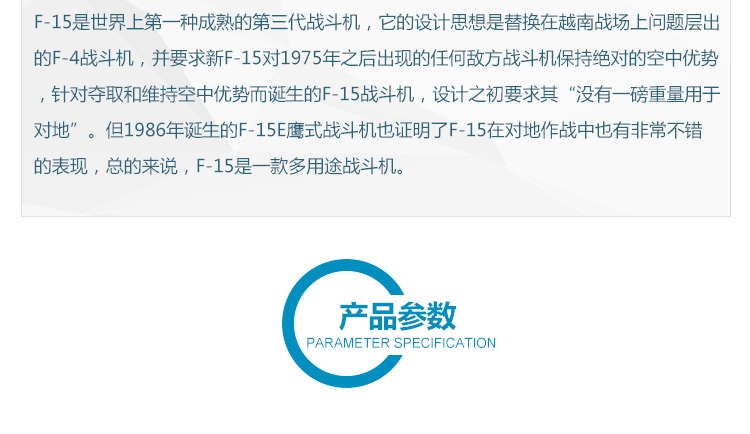 F-15是世界上第一种成熟的第三代战斗机，它的设计思想是替换在越南战场上问题层出
的F-4战斗机，并要求新F-15对1975年之后出现的任何敌方战斗机保持绝对的空中优势
，针对夺取和维持空中优势而诞生的F-15战斗机，设计之初要求其“没有一磅重量用于
对地”。但1986年诞生的F-15E鹰式战斗机也证明了F-15在对地作战中也有非常不错
的表现，总的来说，F-15是一款多用途战斗机。
产品参数
PARAMETER SPECIFICATION